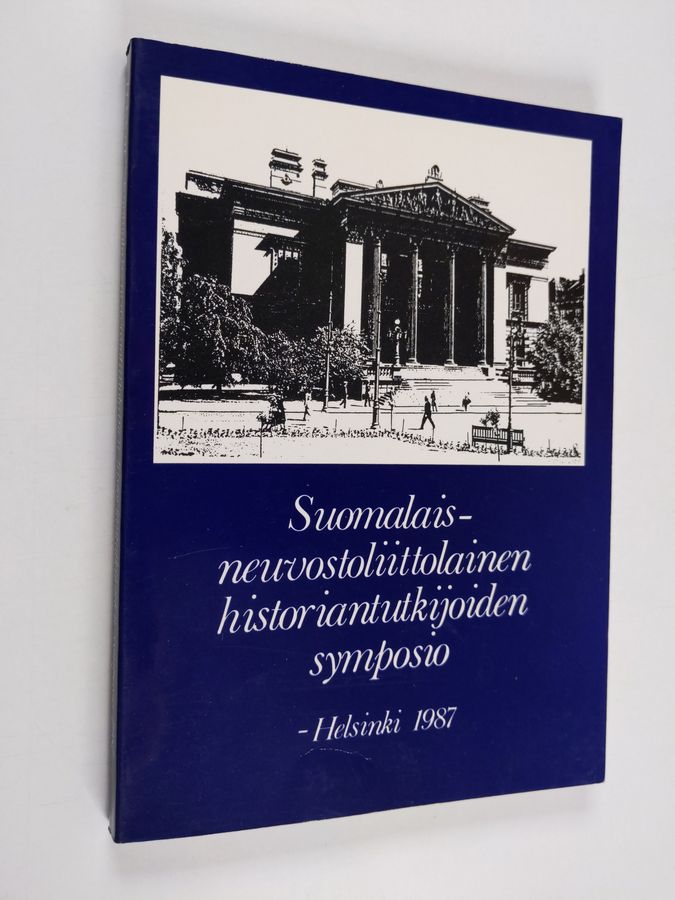 Suomalais-
neuvostoliittolainen
historiantutkijoiden
symposio
- Helsinki 1987